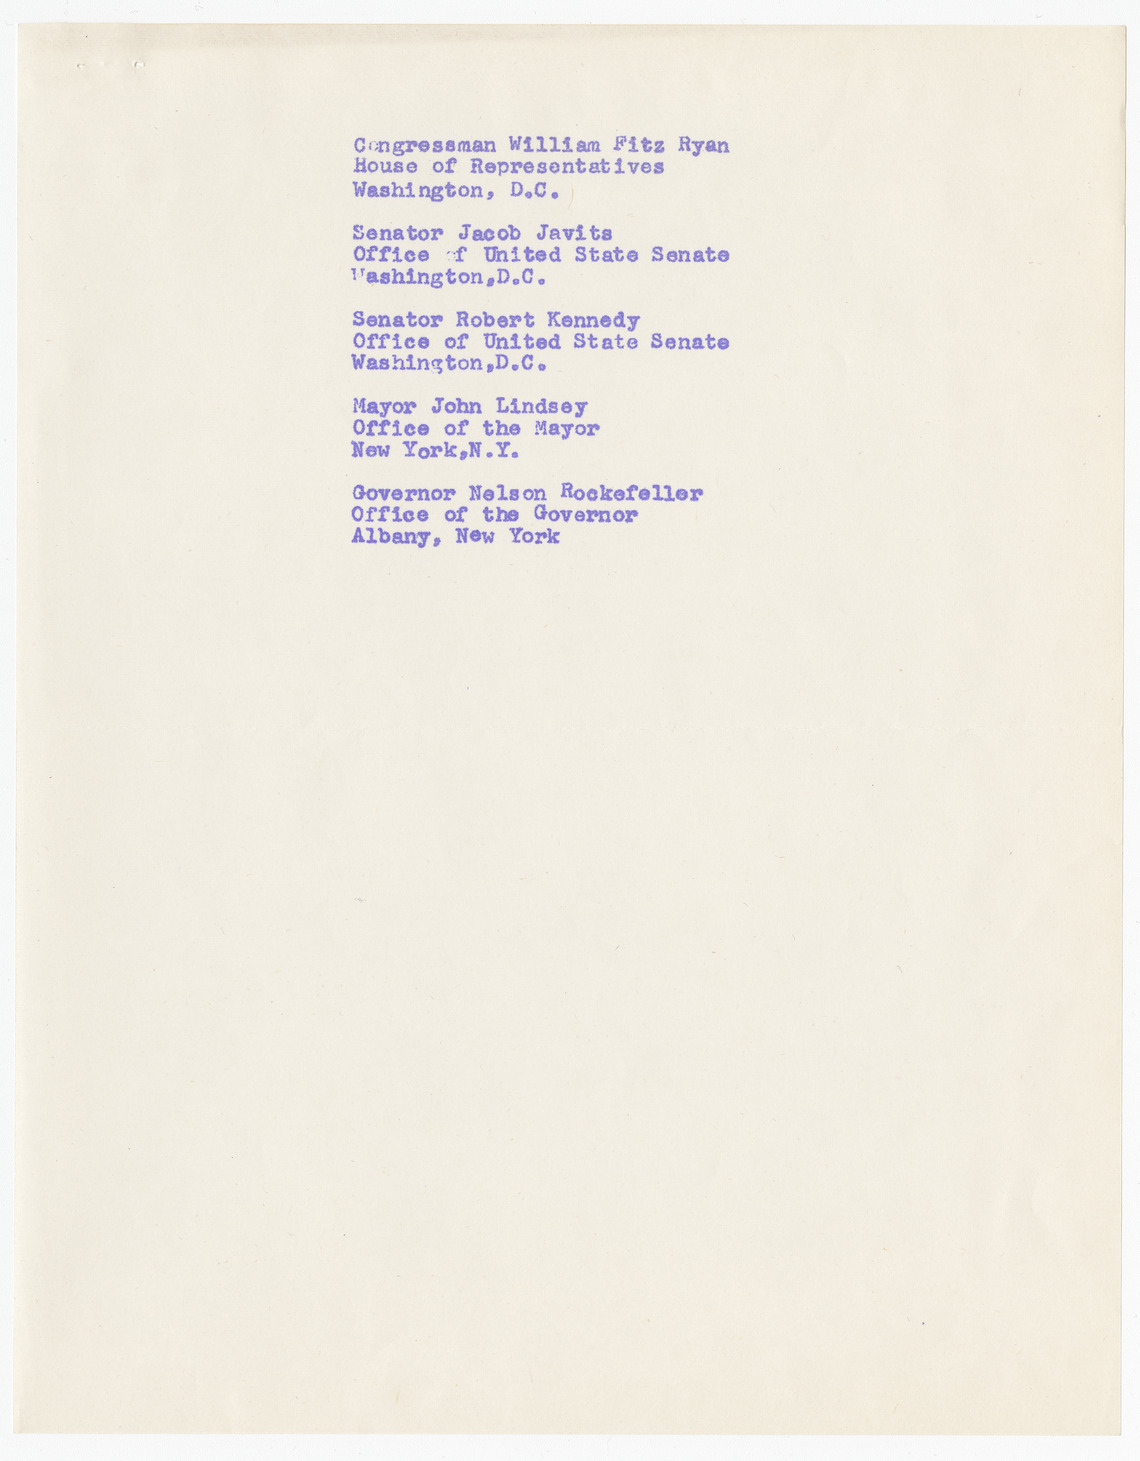 Congressman William Fitz Ryan
House of Representatives
Washington, D.C.
Senator Jacob Javits
Office of United State Senate
Washington,D.C.
Senator Robert Kennedy
Office of United State Senate
Washington,D.C.
Mayor John Lindsey
Office of the Mayor
New York,N.Y.
Governor Nelson Rockefeller
Office of the Governor
Albany, New York